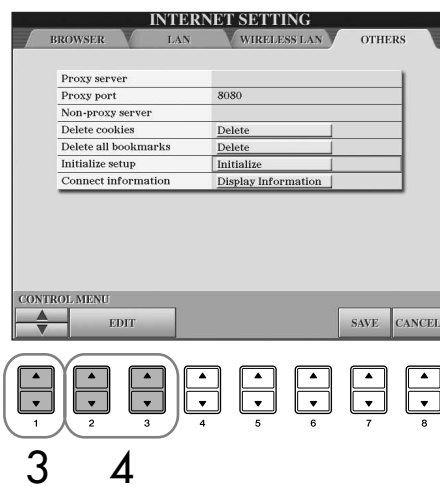 INTERNET SETTING
BROWSER LAN WIRELESS LAN OTHERS
Proxy server
Proxy port 8080
Non-proxy server
Delete cookies Delete
Delete all bookmarks Delete
Initialize setup Initialize
Connect information Display Information
CONTROL MENU
EDIT SAVE CANCEL
1 2 3 4 5 6 7 8
3 4